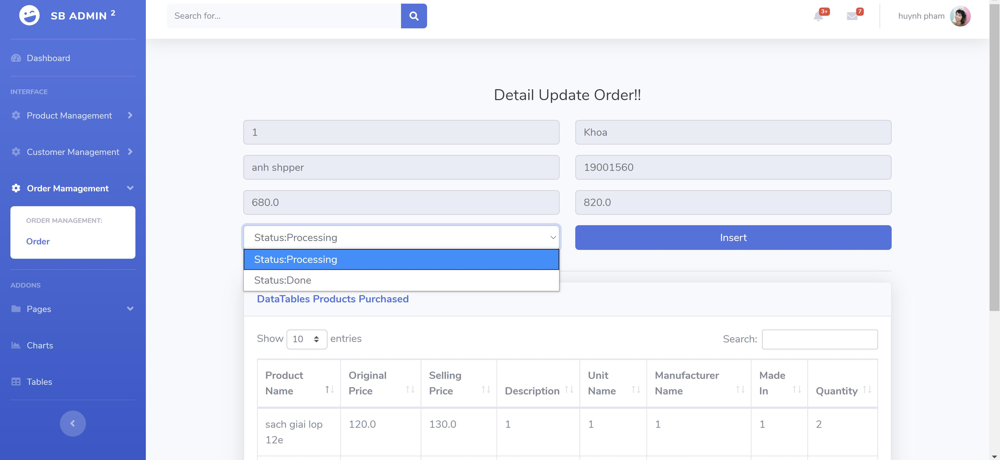 SB ADMIN 2
Search for...
3+
7
huynh pham
Dashboard
INTERFACE
Product Management
Customer Management
Order Mamagement
ORDER MANAGEMENT:
Order
ADDONS
Pages
Charts
Tables
Detail Update Order!!
1
Khoa
anh shpper
19001560
680.0
820.0
Status:Processing
Insert
Status:Processing
Status:Done
DataTables Products Purchased
Show 10 entries
Search:
Product Name
Original Price
Selling Price
Description
Unit Name
Manufacturer Name
Made In
Quantity
sach giai lop 12e
120.0
130.0
1
1
1
1
2